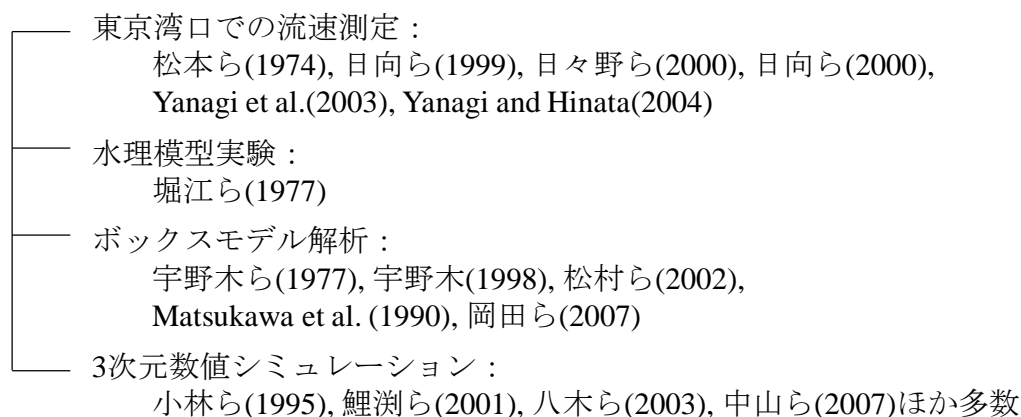 東京湾口での流速測定：
松本ら(1974), 日向ら(1999), 日々野ら(2000), 日向ら(2000),
Yanagi et al.(2003), Yanagi and Hinata(2004)
水理模型実験：
堀江ら(1977)
ボックスモデル解析：
宇野木ら(1977), 宇野木(1998), 松村ら(2002),
Matsukawa et al. (1990), 岡田ら(2007)
3次元数値シミュレーション：
小林ら(1995), 鯉渕ら(2001), 八木ら(2003), 中山ら(2007)ほか多数